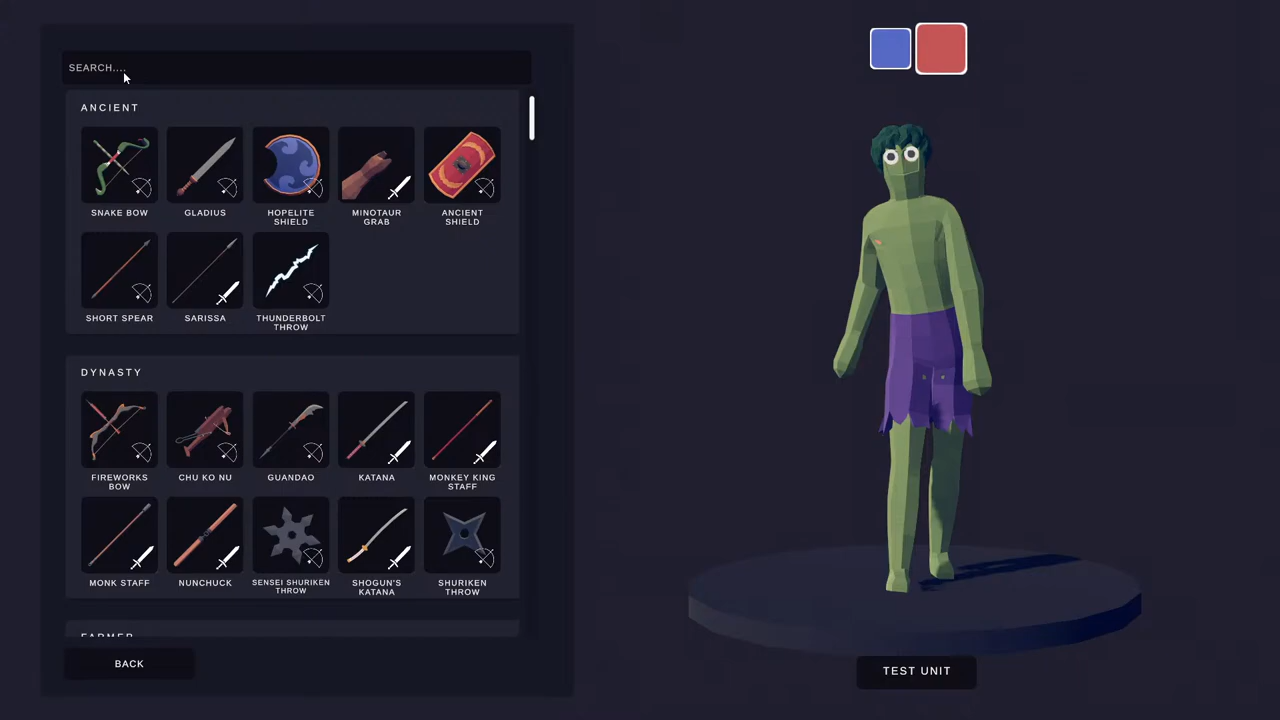 SEARCH....
ANCIENT
SNAKE BOW
GLADIUS
HOPELITE
SHIELD
MINOTAUR
GRAB
ANCIENT
SHIELD
SHORT SPEAR
SARISSA
THUNDERBOLT
THROW
DYNASTY
FIREWORKS
BOW
CHU KO NU
GUANDAO
KATANA
MONKEY KING
STAFF
MONK STAFF
NUNCHUCK
SENSEI SHURIKEN
THROW
SHOGUN'S
KATANA
SHURIKEN
THROW
FARMER
BACK
TEST UNIT